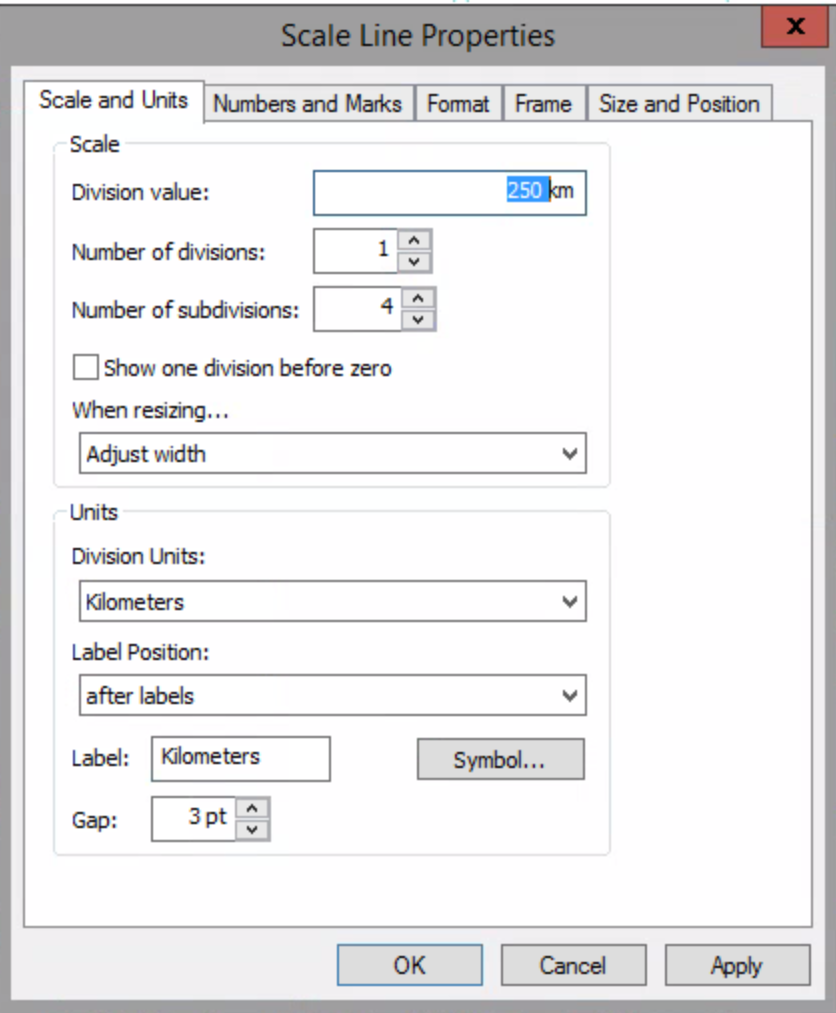 Scale Line Properties
x
Scale and Units Numbers and Marks Format Frame Size and Position
Scale
Division value: 250 km
Number of divisions: 1
Number of subdivisions: 4
Show one division before zero
When resizing...
Adjust width
Units
Division Units:
Kilometers
Label Position:
after labels
Label: Kilometers Symbol...
Gap: 3 pt
OK Cancel Apply